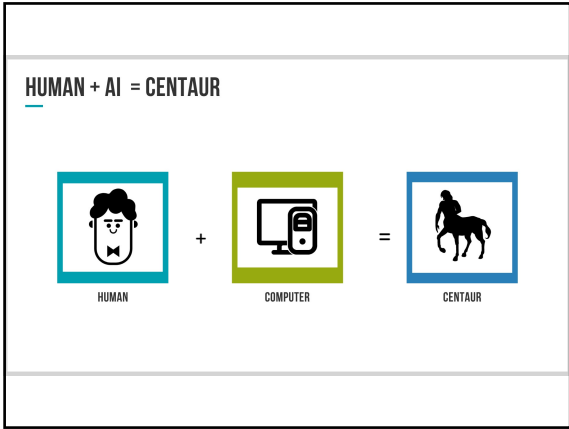 HUMAN + AI = CENTAUR
+
=
HUMAN
COMPUTER
CENTAUR